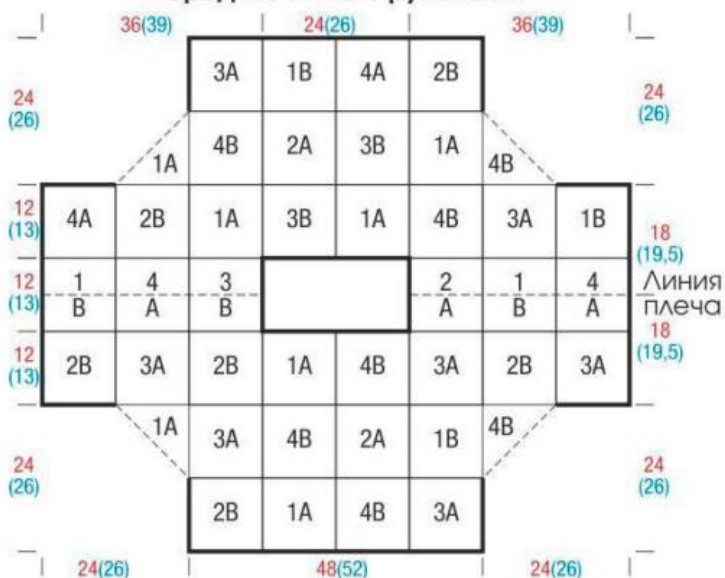 36(39) 24(26) 36(39)
24 (26) 3A 1B 4A 2B 24 (26)
1A 4B 2A 3B 1A 4B
12 (13) 4A 2B 1A 3B 1A 4B 3A 1B 18 (19,5)
12 (13) 1 B 4 A 3 B 2 A 1 B 4 A Линия плеча
12 (13) 2B 3A 2B 1A 4B 3A 2B 3A 18 (19,5)
1A 3A 4B 2A 1B 4B
24 (26) 2B 1A 4B 3A 24 (26)
24(26) 48(52) 24(26)